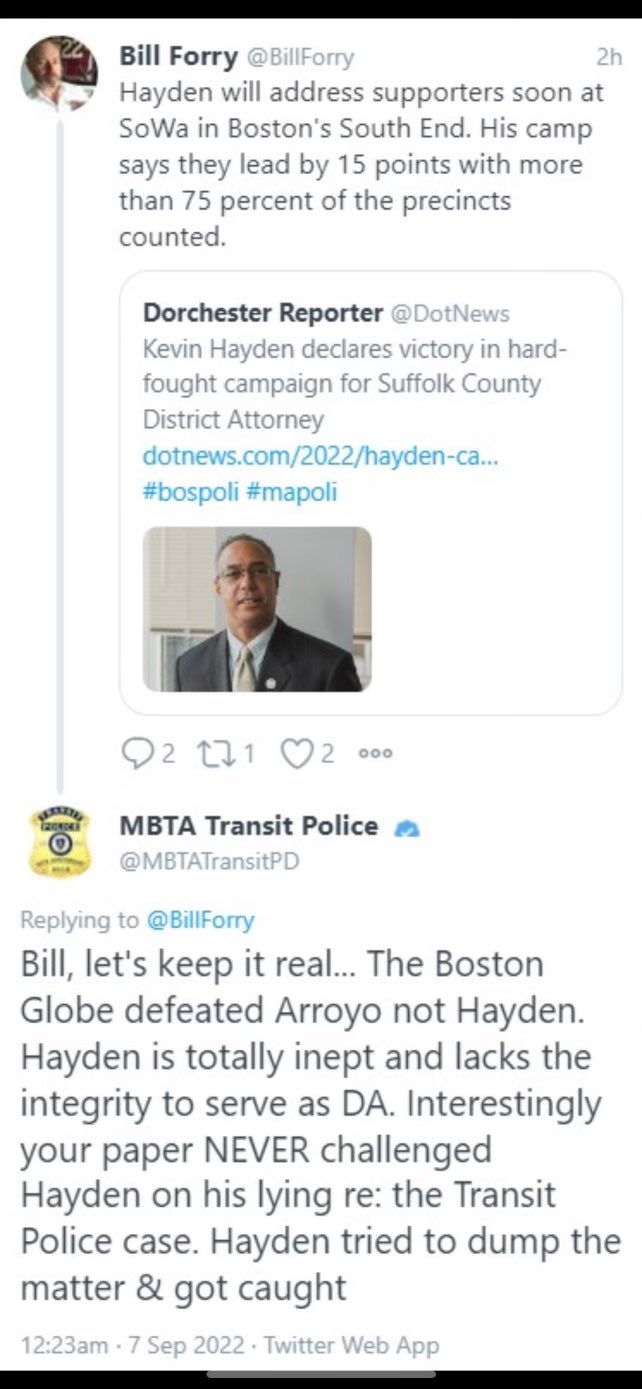 22
Bill Forry @BillForry 2h
Hayden will address supporters soon at
SoWa in Boston's South End. His camp
says they lead by 15 points with more
than 75 percent of the precincts
counted.
Dorchester Reporter @DotNews
Kevin Hayden declares victory in hard-
fought campaign for Suffolk County
District Attorney
dotnews.com/2022/hayden-ca...
#bospoli #mapoli
2 1 2
TRANSIT
POLICE
MBTA Transit Police
@MBTATransitPD
Replying to @BillForry
Bill, let's keep it real... The Boston
Globe defeated Arroyo not Hayden.
Hayden is totally inept and lacks the
integrity to serve as DA. Interestingly
your paper NEVER challenged
Hayden on his lying re: the Transit
Police case. Hayden tried to dump the
matter & got caught
12:23am · 7 Sep 2022 · Twitter Web App